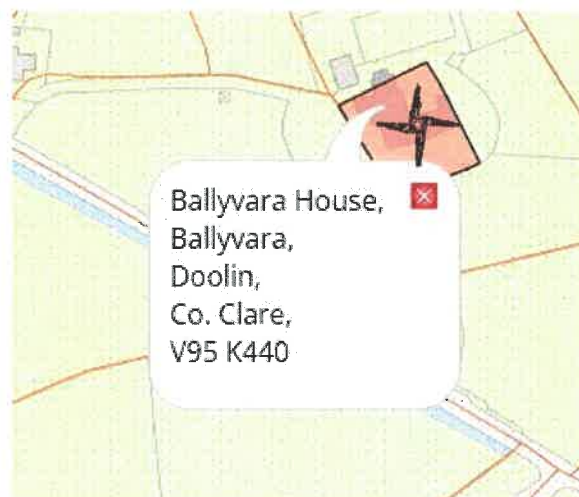 Ballyvara House,
Ballyvara,
Doolin,
Co. Clare,
V95 K440